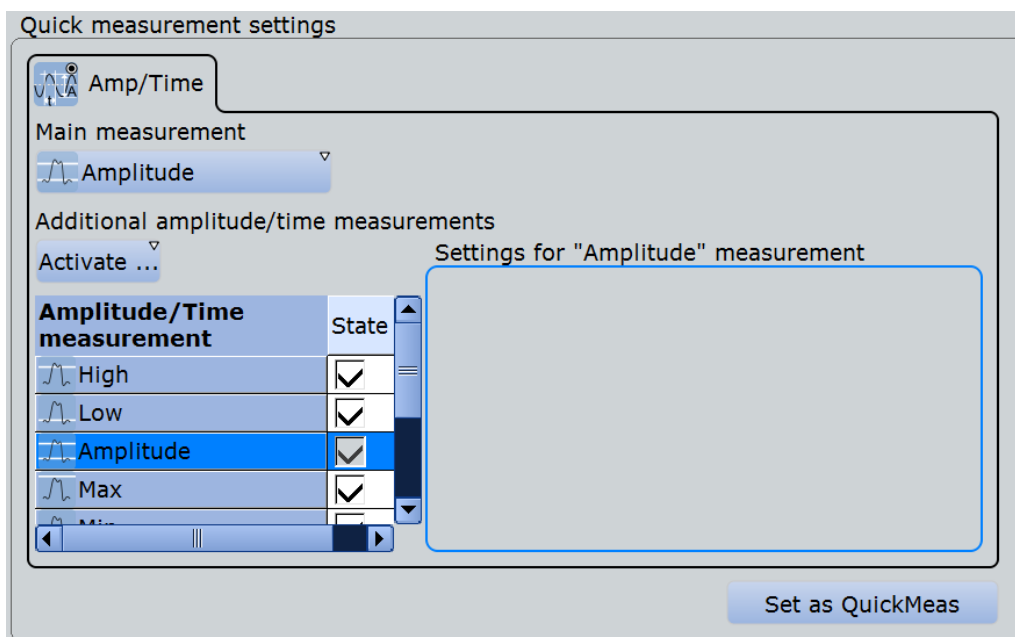 Quick measurement settings
Amp/Time
Main measurement
Amplitude
Additional amplitude/time measurements
Activate ...
Settings for "Amplitude" measurement
Amplitude/Time
measurement
State
High
Low
Amplitude
Max
Set as QuickMeas